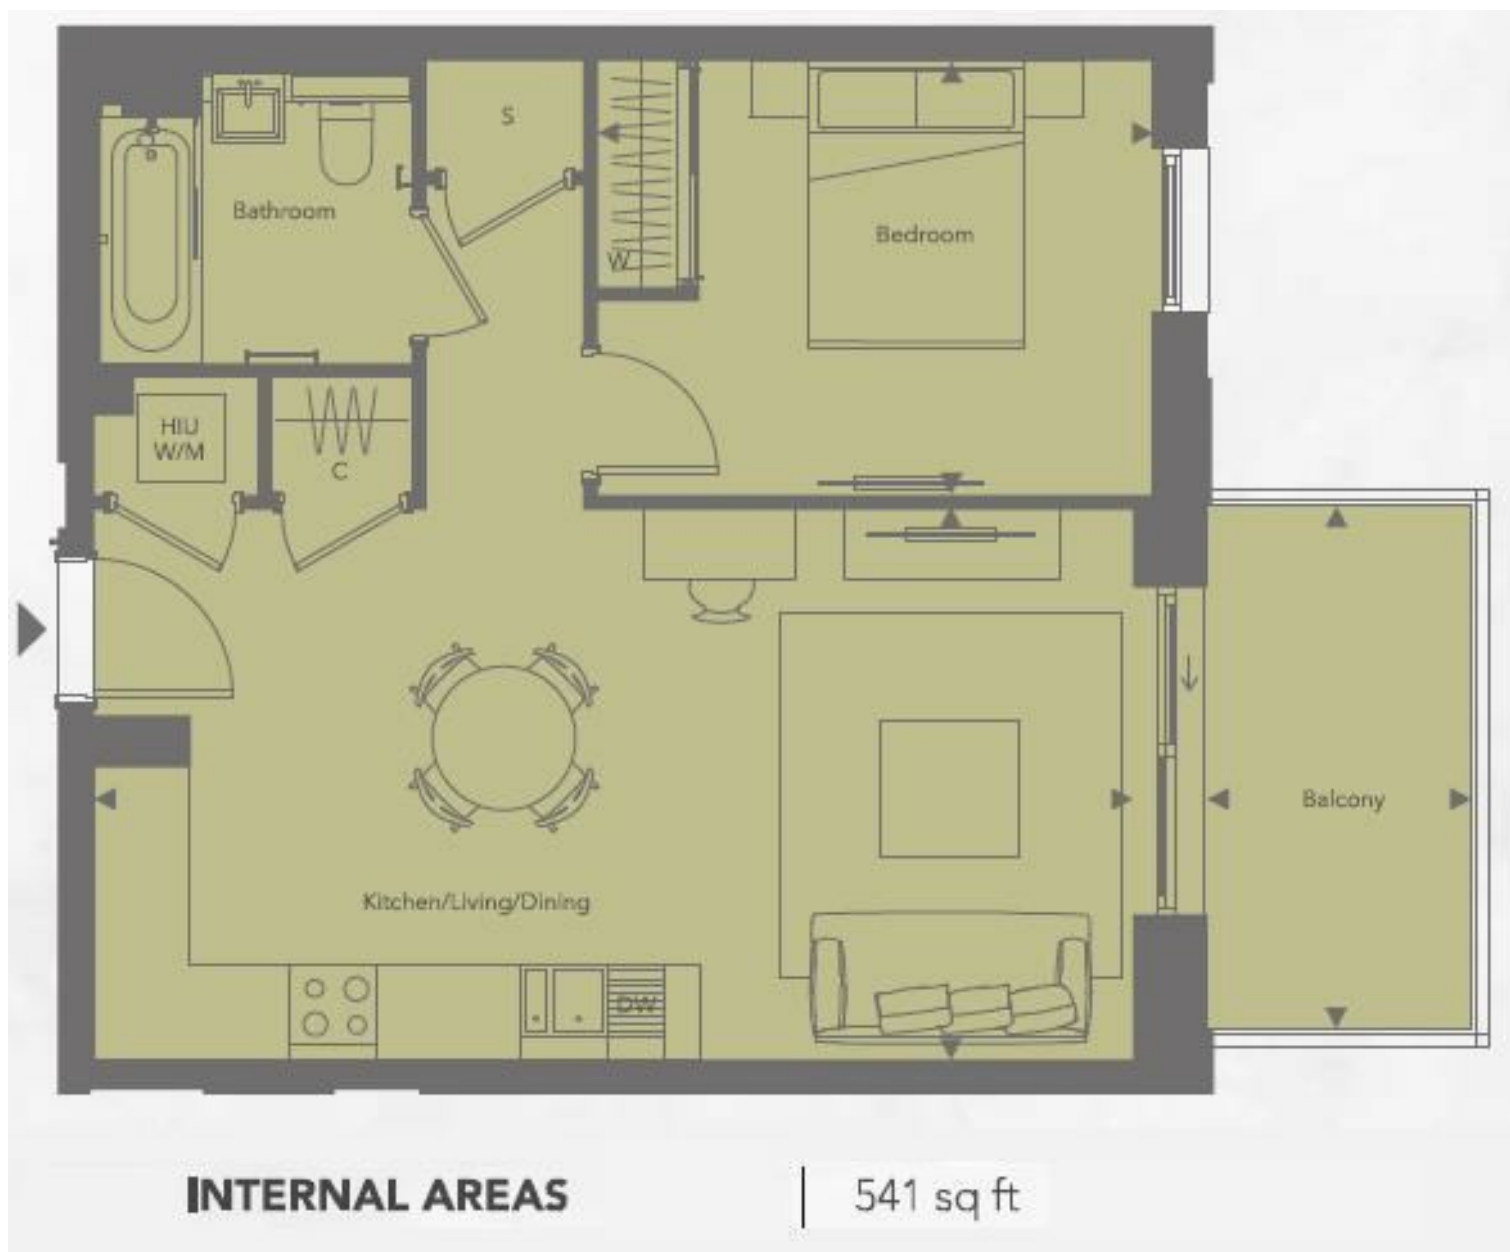 S
Bathroom
Bedroom
W
HIU
W/M
C
Balcony
Kitchen/Living/Dining
DW
INTERNAL AREAS
541 sq ft